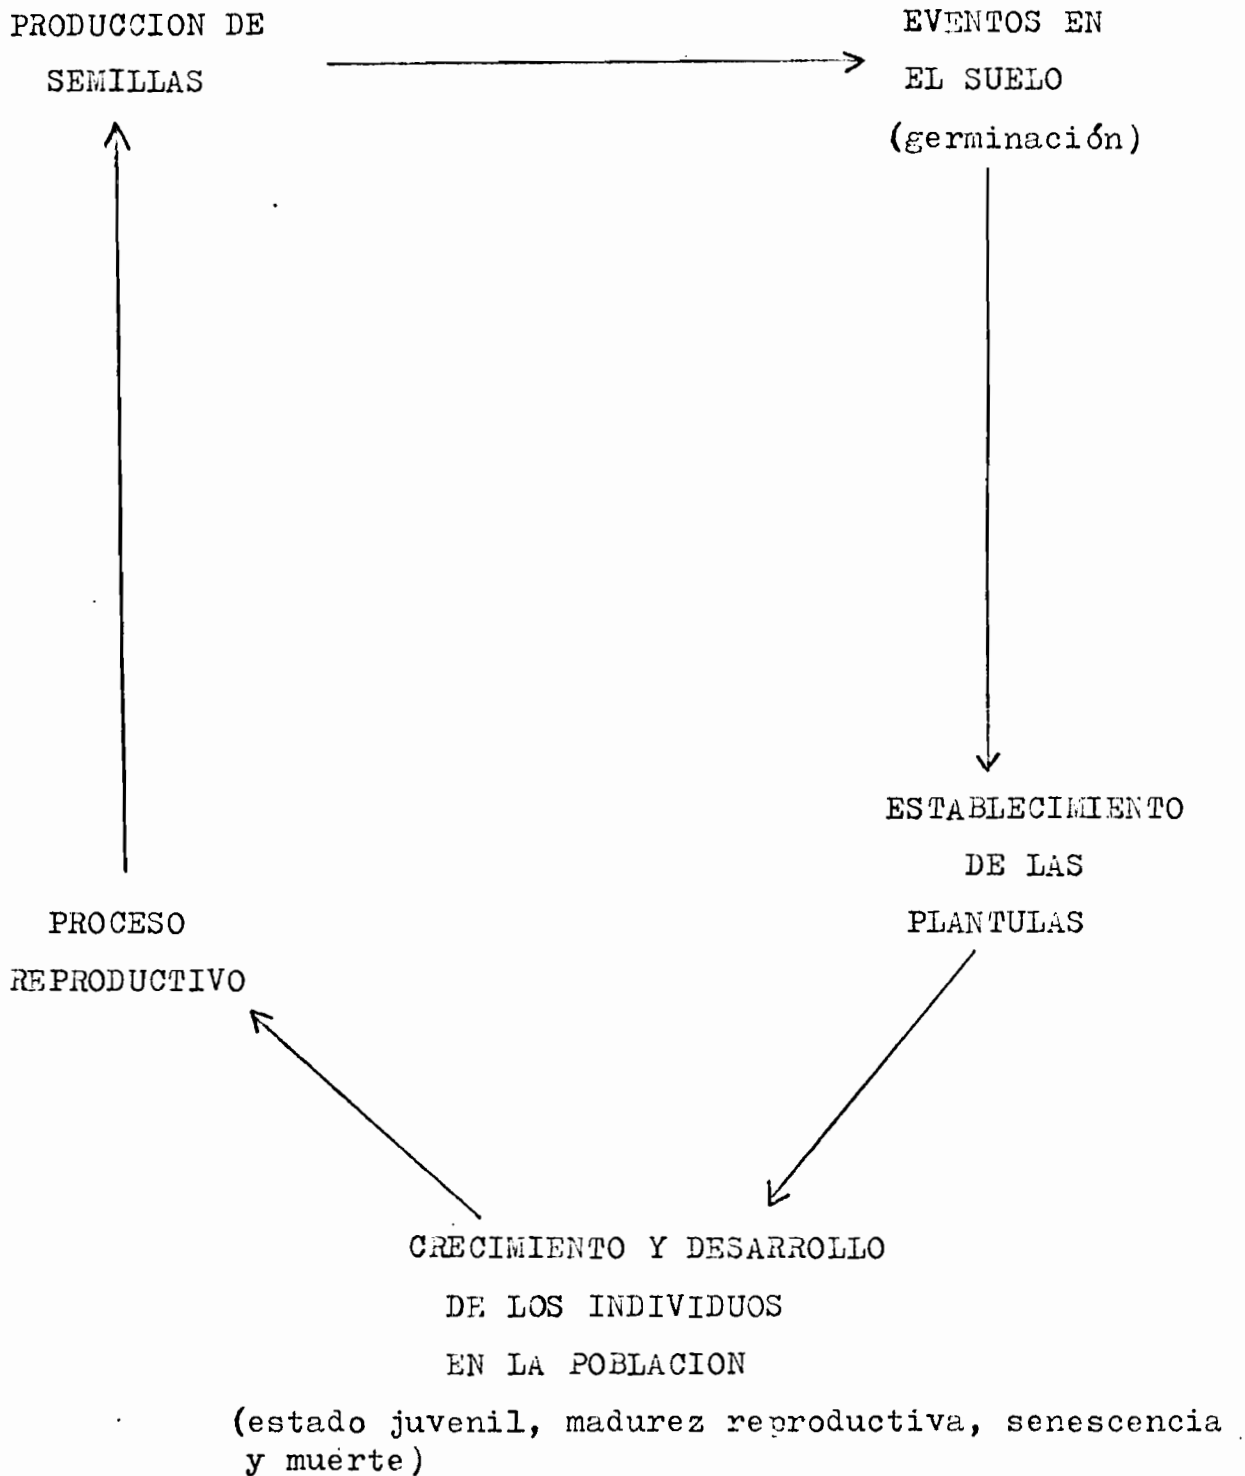 PRODUCCION DE
SEMILLAS
EVENTOS EN
EL SUELO
(germinación)
ESTABLECIMIENTO
DE LAS
PLANTULAS
CRECIMIENTO Y DESARROLLO
DE LOS INDIVIDUOS
EN LA POBLACION
(estado juvenil, madurez reproductiva, senescencia
y muerte)
PROCESO
REPRODUCTIVO